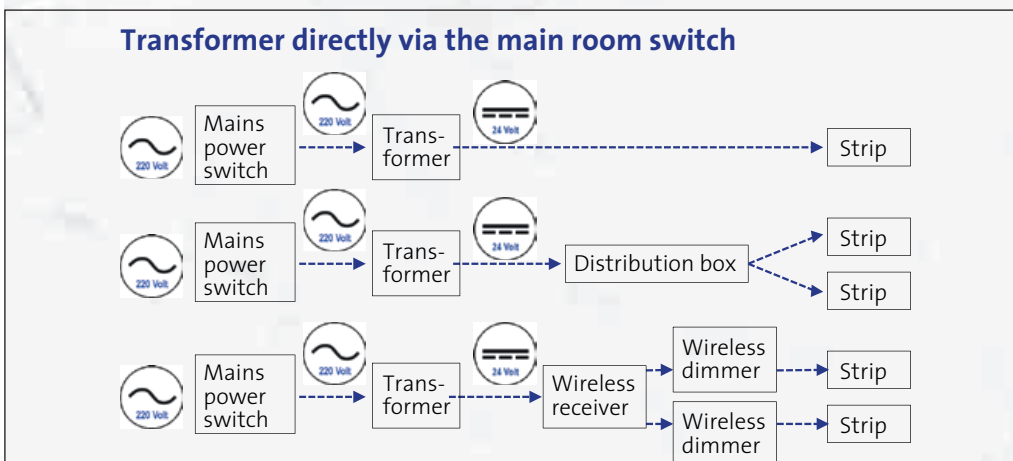 Transformer directly via the main room switch
220 Volt
Mains
power
switch
220 Volt
Trans-
former
24 Volt
Strip
220 Volt
Mains
power
switch
220 Volt
Trans-
former
24 Volt
Distribution box
Strip
Strip
220 Volt
Mains
power
switch
220 Volt
Trans-
former
24 Volt
Wireless
receiver
Wireless
dimmer
Strip
Wireless
dimmer
Strip